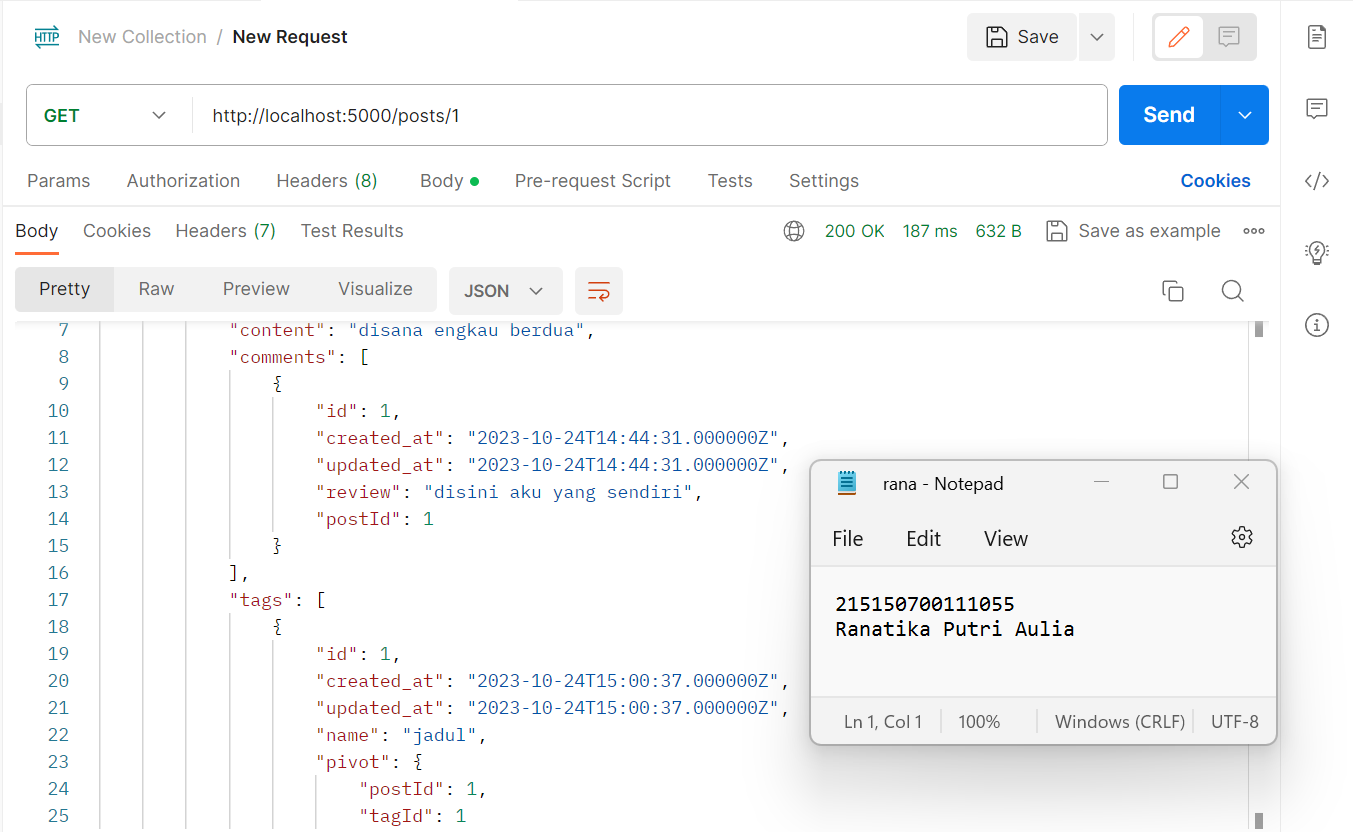 HTTP New Collection / New Request Save
GET http://localhost:5000/posts/1 Send
Params Authorization Headers (8) Body Pre-request Script Tests Settings Cookies
Body Cookies Headers (7) Test Results 200 OK 187 ms 632 B Save as example
Pretty Raw Preview Visualize JSON
7 "content": "disana engkau berdua",
8 "comments": [
9 {
10 "id": 1,
11 "created_at": "2023-10-24T14:44:31.000000Z",
12 "updated_at": "2023-10-24T14:44:31.000000Z",
13 "review": "disini aku yang sendiri",
14 "postId": 1
15 }
16 ],
17 "tags": [
18 {
19 "id": 1,
20 "created_at": "2023-10-24T15:00:37.000000Z",
21 "updated_at": "2023-10-24T15:00:37.000000Z",
22 "name": "jadul",
23 "pivot": {
24 "postId": 1,
25 "tagId": 1
rana - Notepad
File Edit View
215150700111055
Ranatika Putri Aulia
Ln 1, Col 1 100% Windows (CRLF) UTF-8